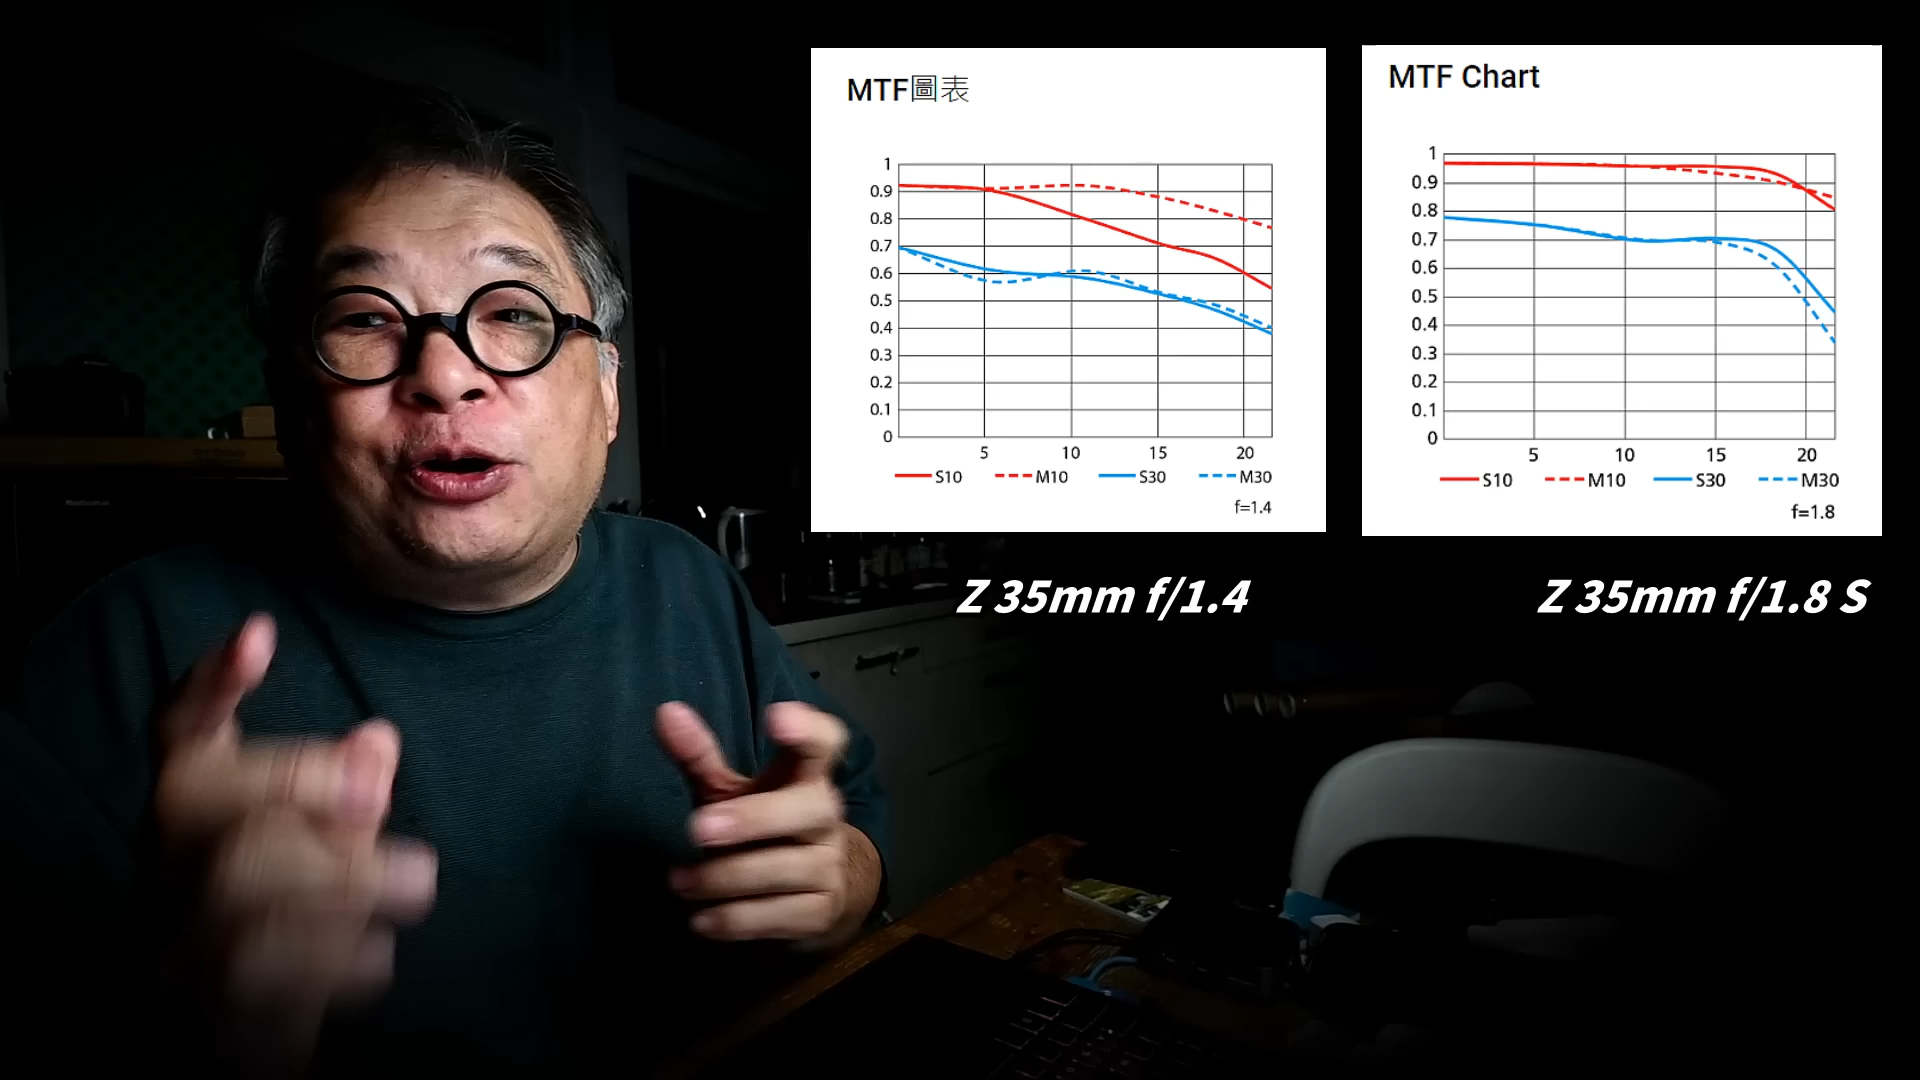 MTF圖表
1
0.9
0.8
0.7
0.6
0.5
0.4
0.3
0.2
0.1
0
5 10 15 20
S10 M10 S30 M30
f=1.4
Z 35mm f/1.4
MTF Chart
1
0.9
0.8
0.7
0.6
0.5
0.4
0.3
0.2
0.1
0
5 10 15 20
S10 M10 S30 M30
f=1.8
Z 35mm f/1.8 S